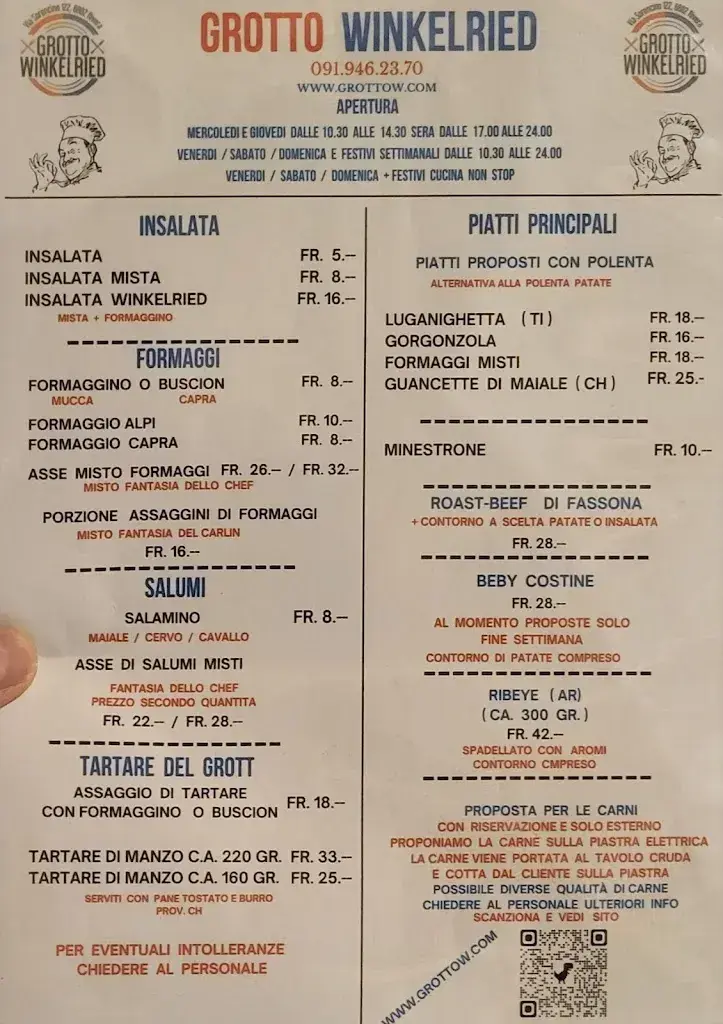 Via Soresina 122, 6802 Rivera
GROTTO
WINKELRIED
GROTTO WINKELRIED
091.946.23.70
WWW.GROTTOW.COM
APERTURA
MERCOLEDI E GIOVEDI DALLE 10.30 ALLE 14.30 SERA DALLE 17.00 ALLE 24.00
VENERDI / SABATO / DOMENICA E FESTIVI SETTIMANALI DALLE 10.30 ALLE 24.00
VENERDI / SABATO / DOMENICA + FESTIVI CUCINA NON STOP
GROTTO
WINKELRIED
INSALATA
INSALATA FR. 5.--
INSALATA MISTA FR. 8.--
INSALATA WINKELRIED FR. 16.--
MISTA + FORMAGGINO
FORMAGGI
FORMAGGINO O BUSCION FR. 8.--
MUCCA CAPRA
FORMAGGIO ALPI FR. 10.--
FORMAGGIO CAPRA FR. 8.--
ASSE MISTO FORMAGGI FR. 26.-- / FR. 32.--
MISTO FANTASIA DELLO CHEF
PORZIONE ASSAGGINI DI FORMAGGI
MISTO FANTASIA DEL CARLIN
FR. 16.--
SALUMI
SALAMINO FR. 8.--
MAIALE / CERVO / CAVALLO
ASSE DI SALUMI MISTI
FANTASIA DELLO CHEF
PREZZO SECONDO QUANTITA
FR. 22.-- / FR. 28.--
TARTARE DEL GROTT
ASSAGGIO DI TARTARE
CON FORMAGGINO O BUSCION FR. 18.--
TARTARE DI MANZO C.A. 220 GR. FR. 33.--
TARTARE DI MANZO C.A. 160 GR. FR. 25.--
SERVITI CON PANE TOSTATO E BURRO
PROV. CH
PER EVENTUALI INTOLLERANZE
CHIEDERE AL PERSONALE
PIATTI PRINCIPALI
PIATTI PROPOSTI CON POLENTA
ALTERNATIVA ALLA POLENTA PATATE
LUGANIGHETTA ( TI ) FR. 18.--
GORGONZOLA FR. 16.--
FORMAGGI MISTI FR. 18.--
GUANCETTE DI MAIALE ( CH ) FR. 25.-
MINESTRONE FR. 10.--
ROAST-BEEF DI FASSONA
+ CONTORNO A SCELTA PATATE O INSALATA
FR. 28.--
BEBY COSTINE
FR. 28.--
AL MOMENTO PROPOSTE SOLO
FINE SETTIMANA
CONTORNO DI PATATE COMPRESO
RIBEYE ( AR )
( CA. 300 GR. )
FR. 42.--
SPADELLATO CON AROMI
CONTORNO CMPRESO
PROPOSTA PER LE CARNI
CON RISERVAZIONE E SOLO ESTERNO
PROPONIAMO LA CARNE SULLA PIASTRA ELETTRICA
LA CARNE VIENE PORTATA AL TAVOLO CRUDA
E COTTA DAL CLIENTE SULLA PIASTRA
POSSIBILE DIVERSE QUALITÀ DI CARNE
CHIEDERE AL PERSONALE ULTERIORI INFO
SCANZIONA E VEDI SITO
WWW.GROTTOW.COM